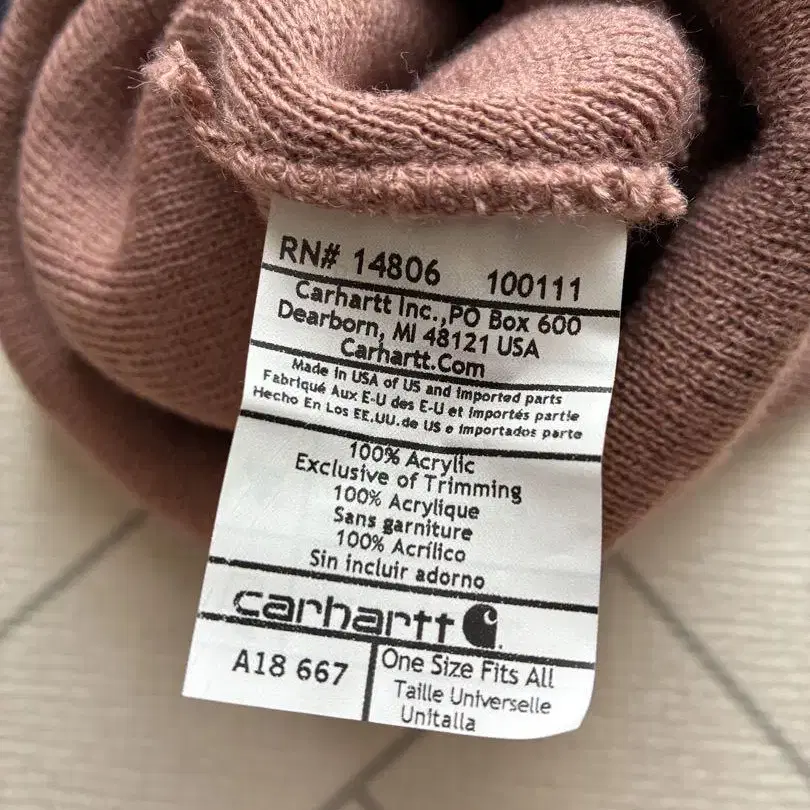 RN# 14806 100111
Carhartt Inc.,PO Box 600
Dearborn, MI 48121 USA
Carhartt.Com
Made in USA of US and imported parts
Fabriqué Aux E-U des E-U et importés partie
Hecho En Los EE.UU.de US e importados parte
100% Acrylic
Exclusive of Trimming
100% Acrylique
Sans garniture
100% Acrílico
Sin incluir adorno
carhartt
A18 667
One Size Fits All
Taille Universelle
Unitalla